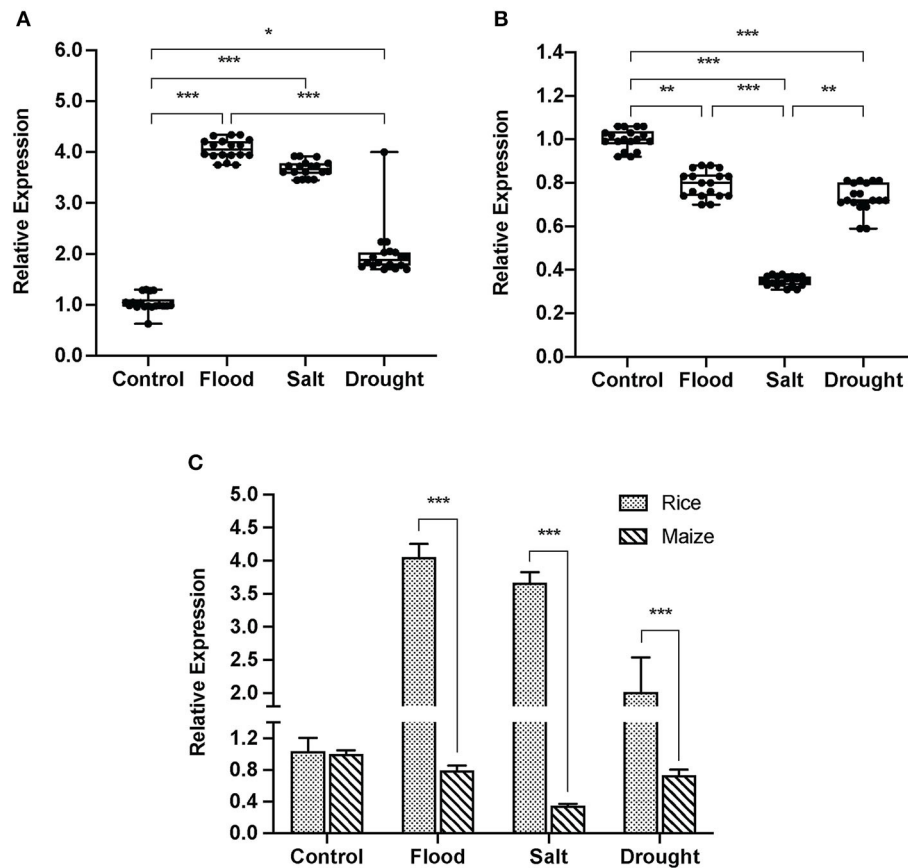 A
*
***
***
***
Relative Expression
6.0
5.0
4.0
3.0
2.0
1.0
0.0
Control Flood Salt Drought
B
***
***
** *** **
Relative Expression
1.4
1.2
1.0
0.8
0.6
0.4
0.2
0.0
Control Flood Salt Drought
C
Relative Expression
5.0
4.5
4.0
3.5
3.0
2.5
2.0
1.2
0.8
0.4
0.0
***
***
***
Rice
Maize
Control Flood Salt Drought